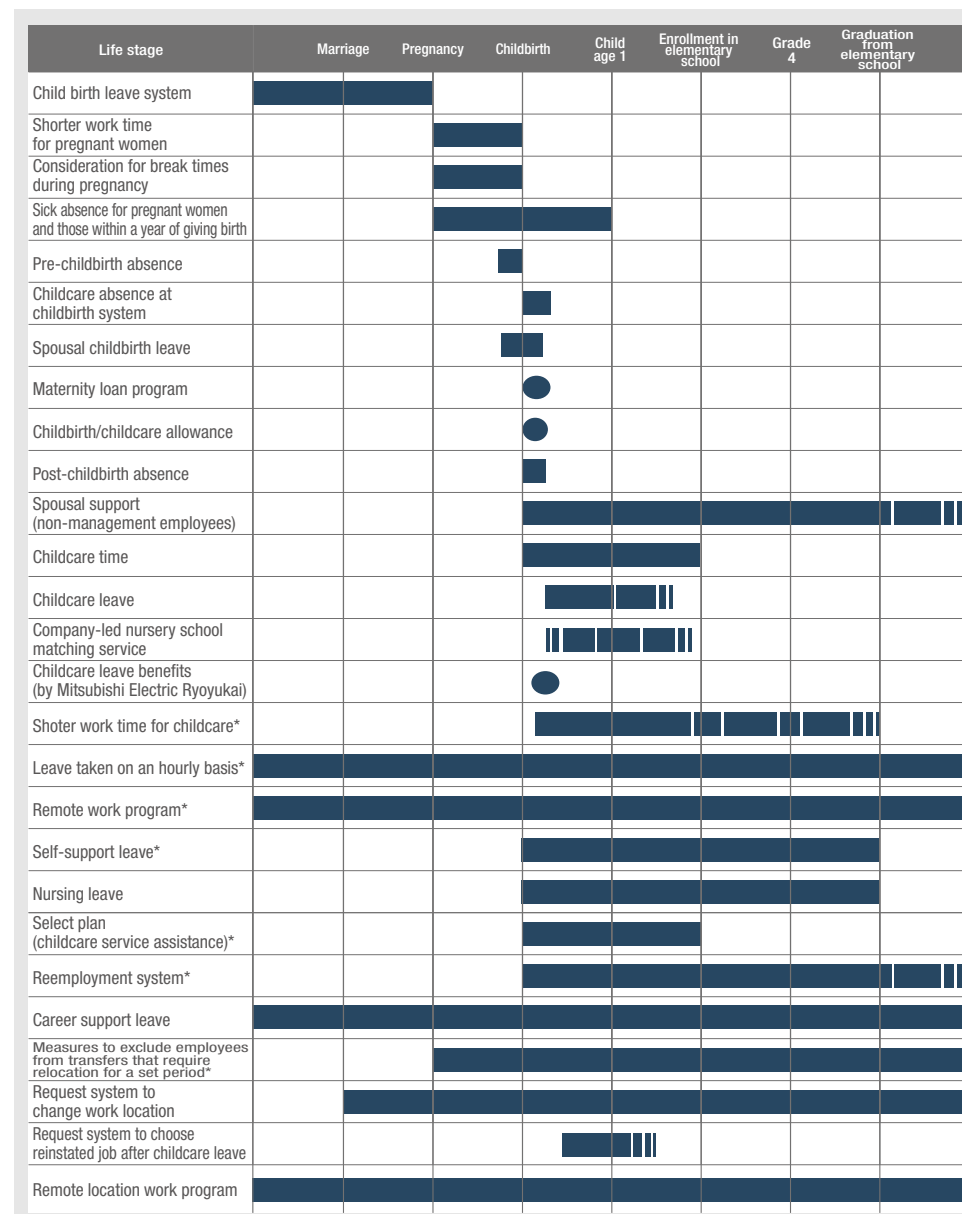 Life stage
Marriage
Pregnancy
Childbirth
Child
age 1
Enrollment in
elementary
school
Grade
4
Graduation
from
elementary
school
Child birth leave system
Shorter work time
for pregnant women
Consideration for break times
during pregnancy
Sick absence for pregnant women
and those within a year of giving birth
Pre-childbirth absence
Childcare absence at
childbirth system
Spousal childbirth leave
Maternity loan program
Childbirth/childcare allowance
Post-childbirth absence
Spousal support
(non-management employees)
Childcare time
Childcare leave
Company-led nursery school
matching service
Childcare leave benefits
(by Mitsubishi Electric Ryoyukai)
Shoter work time for childcare*
Leave taken on an hourly basis*
Remote work program*
Self-support leave*
Nursing leave
Select plan
(childcare service assistance)*
Reemployment system*
Career support leave
Measures to exclude employees
from transfers that require
relocation for a set period*
Request system to
change work location
Request system to choose
reinstated job after childcare leave
Remote location work program